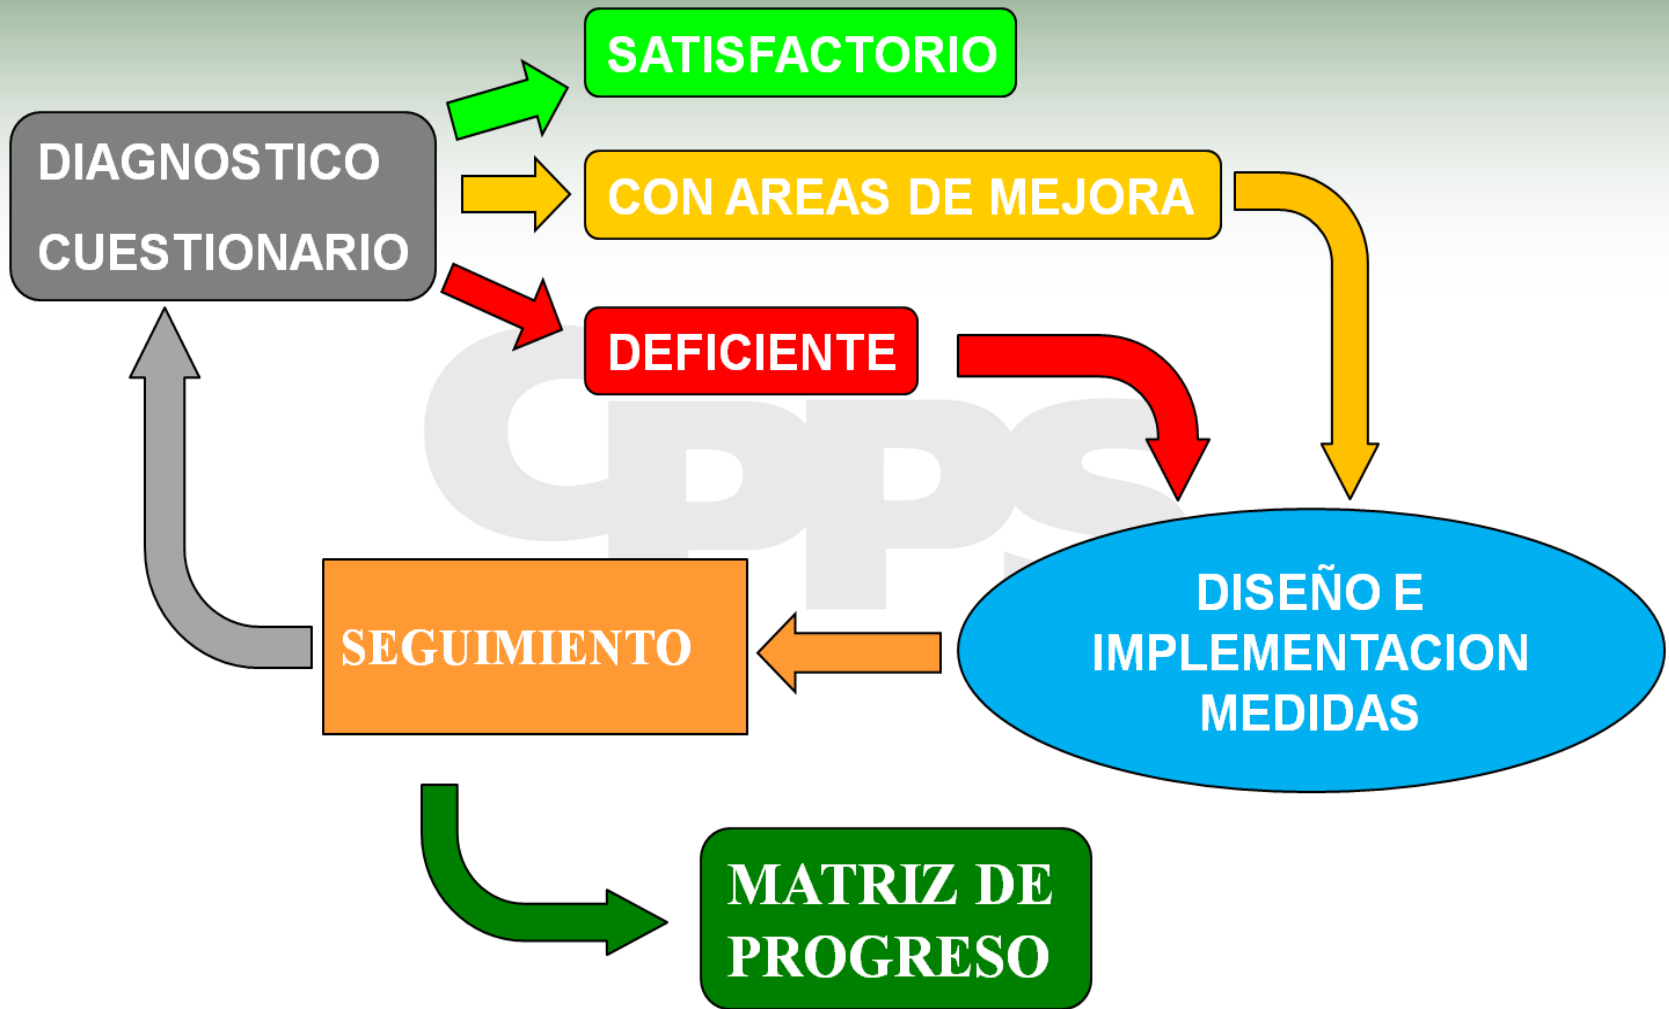 SATISFACTORIO
DIAGNOSTICO
CUESTIONARIO
CON AREAS DE MEJORA
DEFICIENTE
CPPS
DISEÑO E
IMPLEMENTACION
MEDIDAS
SEGUIMIENTO
MATRIZ DE
PROGRESO